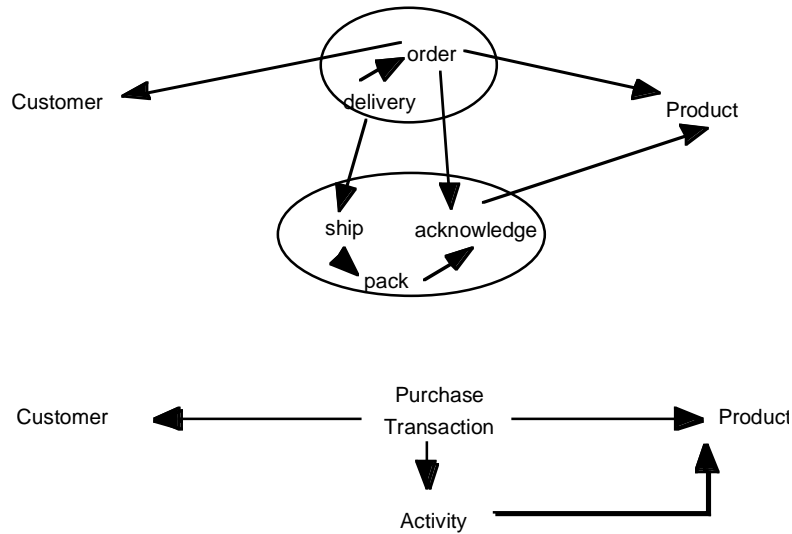 order
Customer
delivery
Product
ship
acknowledge
pack
Purchase
Customer
Product
Transaction
Activity